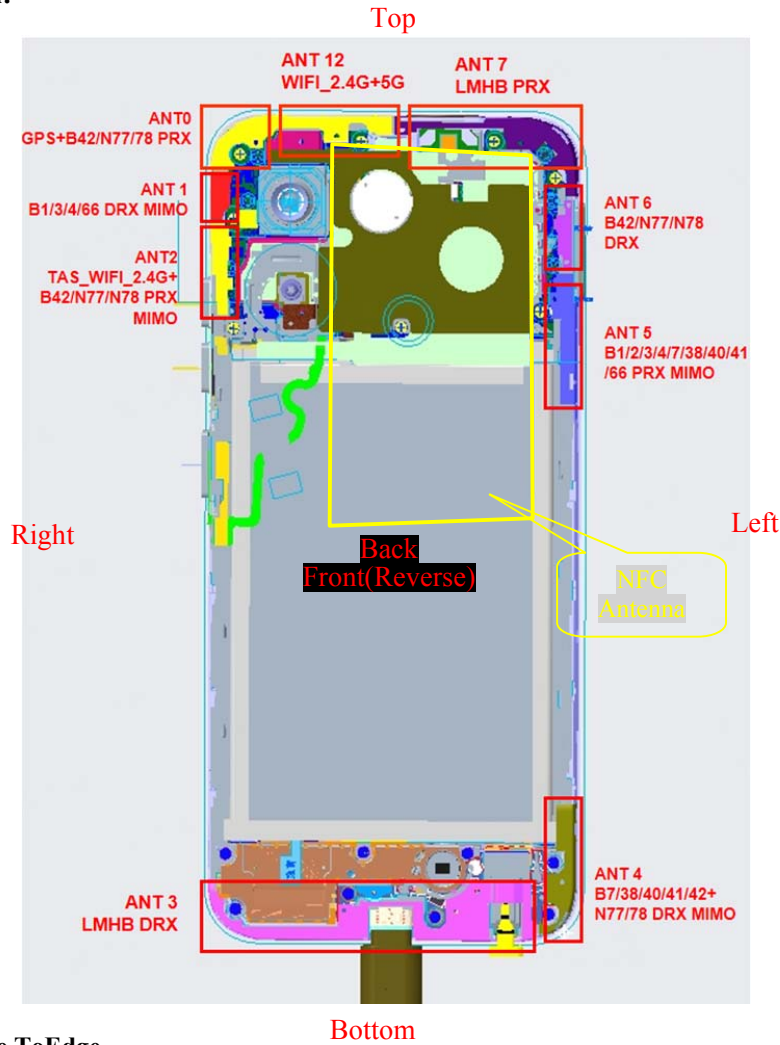 Top
ANT 12
WIFI_2.4G+5G
ANT 7
LMHB PRX
ANT0
GPS+B42/N77/78 PRX
ANT 1
B1/3/4/66 DRX MIMO
ANT 6
B42/N77/N78
DRX
ANT2
TAS_WIFI_2.4G+
B42/N77/N78 PRX
MIMO
ANT 5
B1/2/3/4/7/38/40/41
/66 PRX MIMO
Right
Left
Back
Front(Reverse)
NFC
Antenna
ANT 3
LMHB DRX
ANT 4
B7/38/40/41/42+
N77/78 DRX MIMO
Bottom